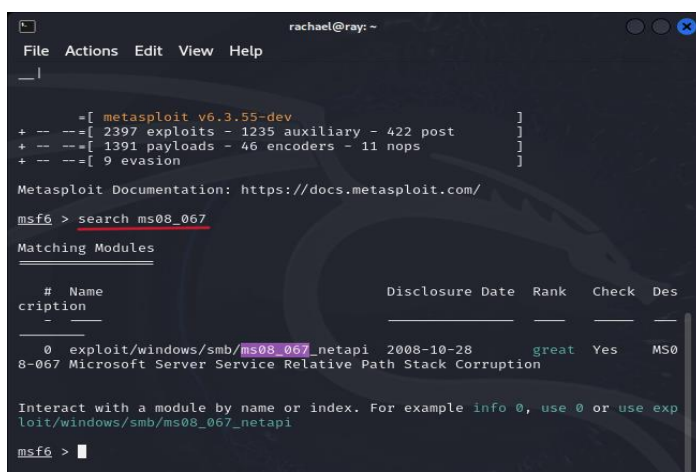 rachael@ray: ~
File Actions Edit View Help
__|
=[ metasploit v6.3.55-dev ]
+ -- --=[ 2397 exploits - 1235 auxiliary - 422 post ]
+ -- --=[ 1391 payloads - 46 encoders - 11 nops ]
+ -- --=[ 9 evasion ]
Metasploit Documentation: https://docs.metasploit.com/
msf6 > search ms08_067
Matching Modules
================
# Name Disclosure Date Rank Check Des
cription
- ---- --------------- ---- ----- ---
--------
0 exploit/windows/smb/ms08_067_netapi 2008-10-28 great Yes MS0
8-067 Microsoft Server Service Relative Path Stack Corruption
Interact with a module by name or index. For example info 0, use 0 or use exp
loit/windows/smb/ms08_067_netapi
msf6 >